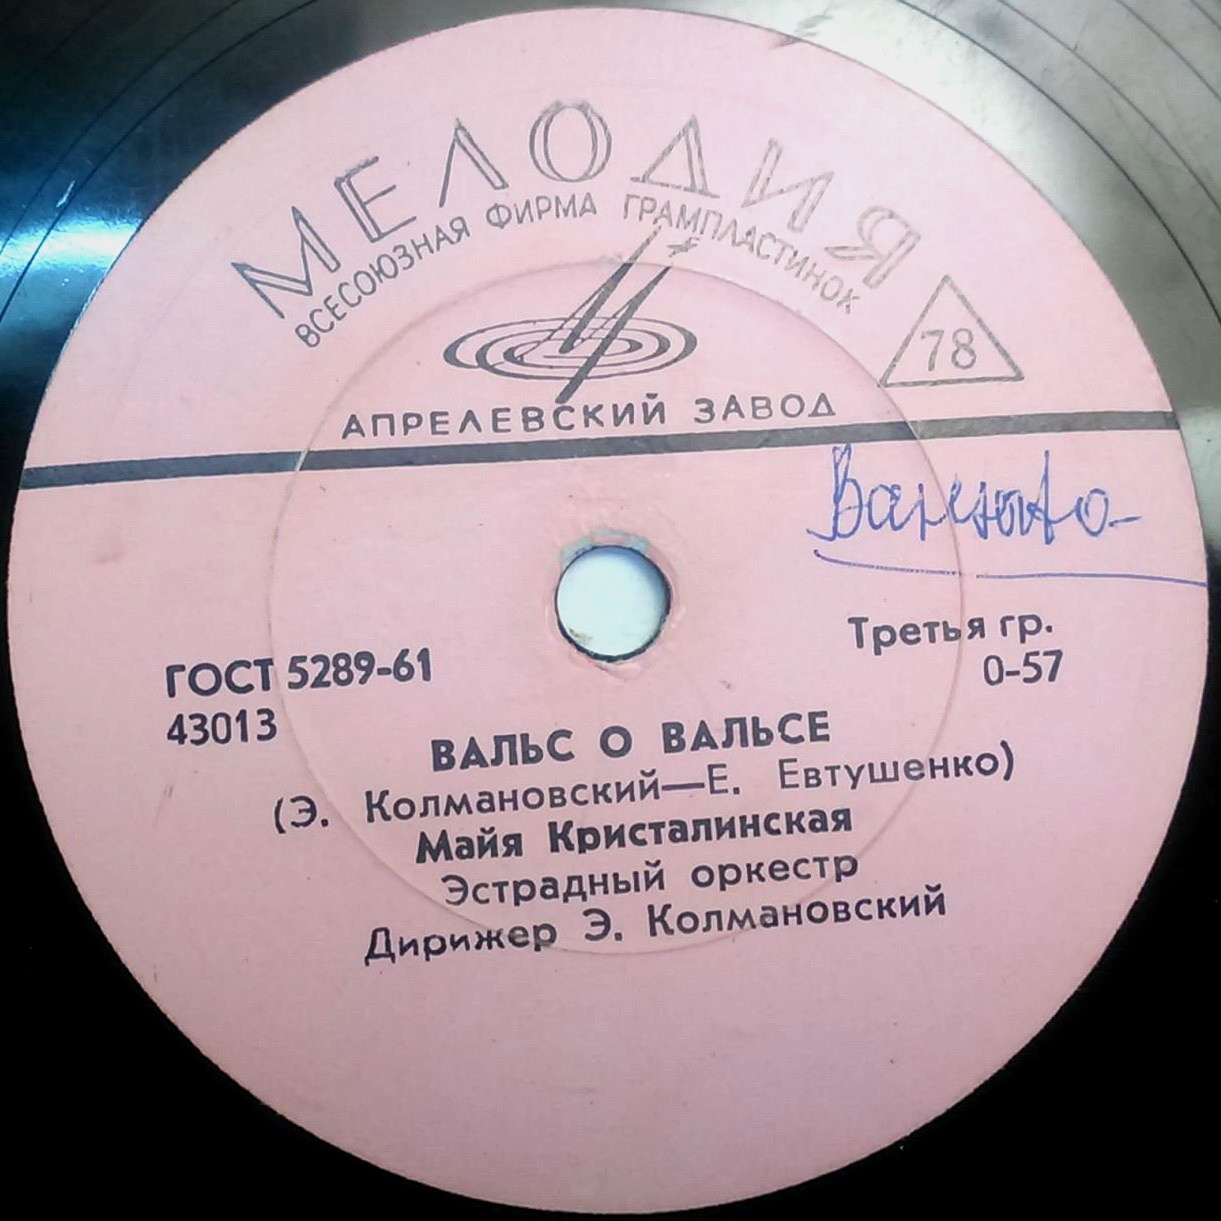 МЕЛОДИЯ
ВСЕСОЮЗНАЯ ФИРМА ГРАМПЛАСТИНОК
78
АПРЕЛЕВСКИЙ ЗАВОД
ГОСТ 5289-61
Третья гр.
43013
0-57
ВАЛЬС О ВАЛЬСЕ
(Э. Колмановский—Е. Евтушенко)
Майя Кристалинская
Эстрадный оркестр
Дирижер Э. Колмановский